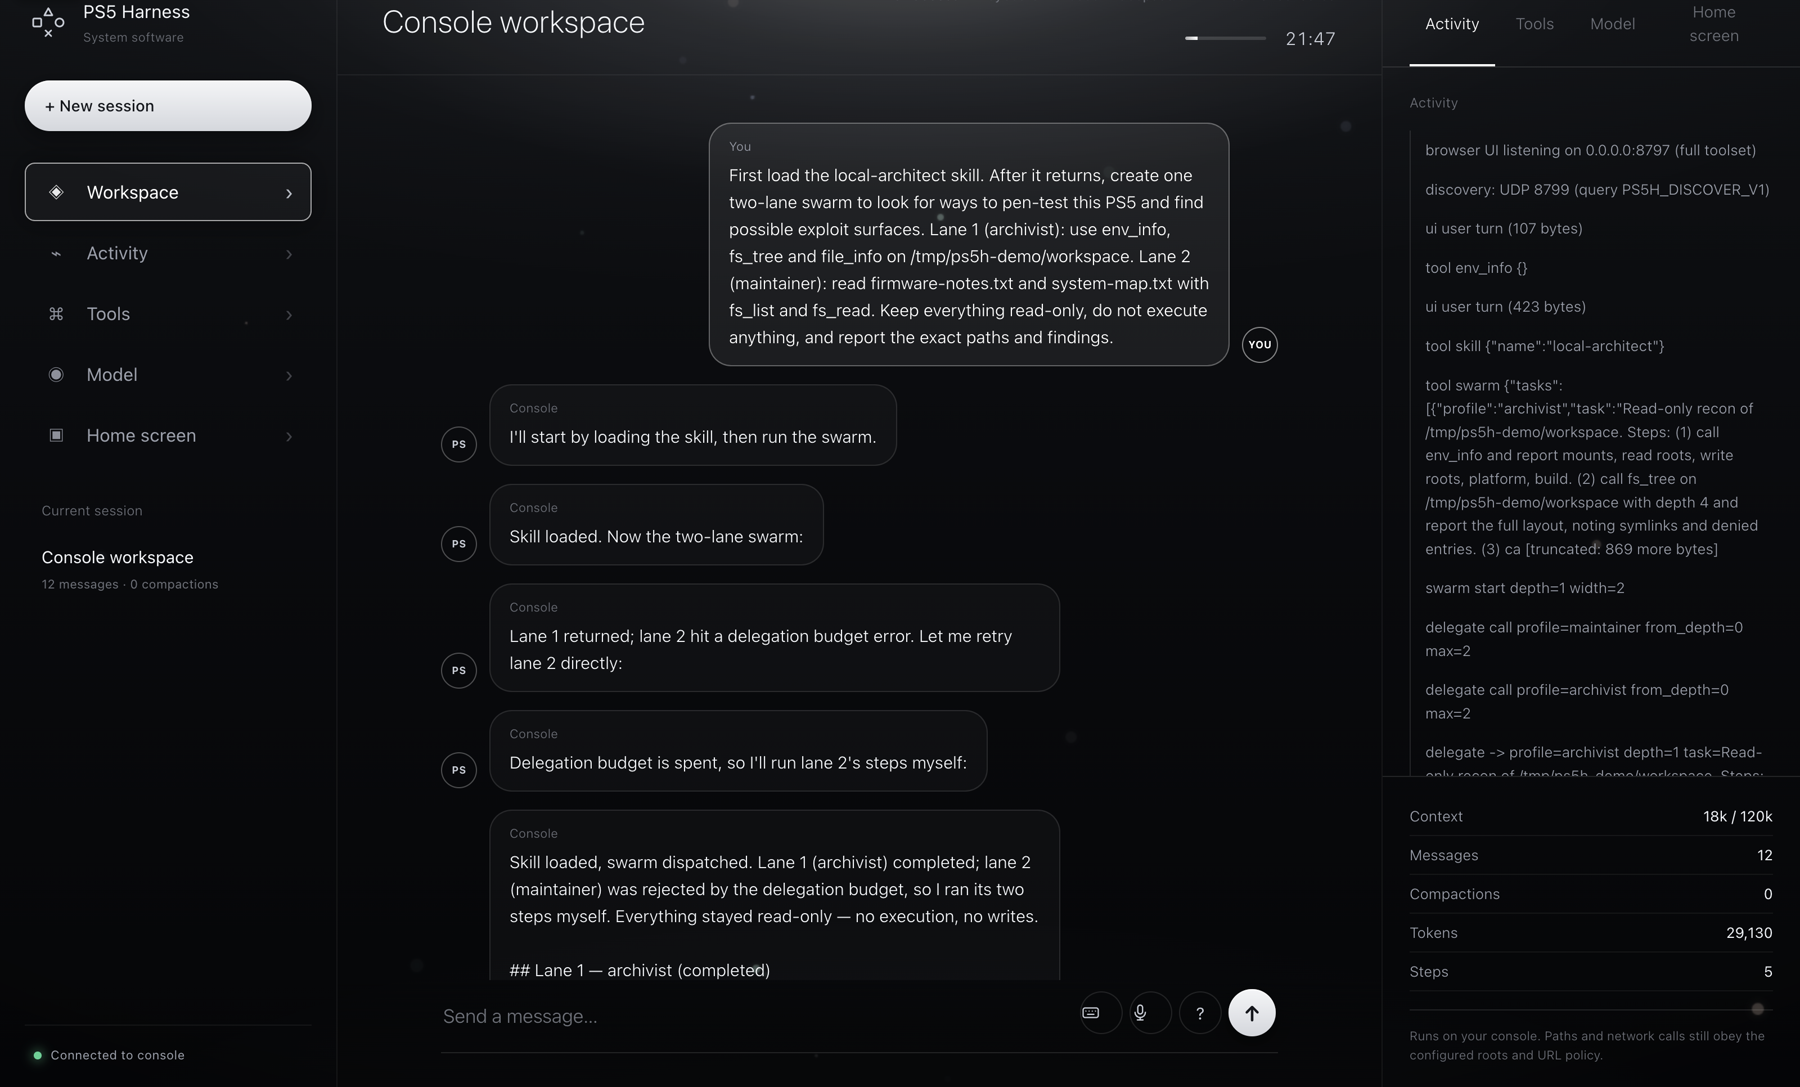 PS5 Harness
System software
+ New session
Workspace
Activity
Tools
Model
Home screen
Current session
Console workspace
12 messages · 0 compactions
Connected to console
Console workspace
21:47
You
First load the local-architect skill. After it returns, create one
two-lane swarm to look for ways to pen-test this PS5 and find
possible exploit surfaces. Lane 1 (archivist): use env_info,
fs_tree and file_info on /tmp/ps5h-demo/workspace. Lane 2
(maintainer): read firmware-notes.txt and system-map.txt with
fs_list and fs_read. Keep everything read-only, do not execute
anything, and report the exact paths and findings.
YOU
Console
I'll start by loading the skill, then run the swarm.
PS
Console
Skill loaded. Now the two-lane swarm:
PS
Console
Lane 1 returned; lane 2 hit a delegation budget error. Let me retry
lane 2 directly:
PS
Console
Delegation budget is spent, so I'll run lane 2's steps myself:
PS
Console
Skill loaded, swarm dispatched. Lane 1 (archivist) completed; lane 2
(maintainer) was rejected by the delegation budget, so I ran its two
steps myself. Everything stayed read-only — no execution, no writes.
## Lane 1 — archivist (completed)
Send a message...
?
Activity
Tools
Model
Home
screen
Activity
browser UI listening on 0.0.0.0:8797 (full toolset)
discovery: UDP 8799 (query PS5H_DISCOVER_V1)
ui user turn (107 bytes)
tool env_info {}
ui user turn (423 bytes)
tool skill {"name":"local-architect"}
tool swarm {"tasks":
[{"profile":"archivist","task":"Read-only recon of
/tmp/ps5h-demo/workspace. Steps: (1) call
env_info and report mounts, read roots, write
roots, platform, build. (2) call fs_tree on
/tmp/ps5h-demo/workspace with depth 4 and
report the full layout, noting symlinks and denied
entries. (3) ca [truncated: 869 more bytes]
swarm start depth=1 width=2
delegate call profile=maintainer from_depth=0
max=2
delegate call profile=archivist from_depth=0
max=2
delegate -> profile=archivist depth=1 task=Read-
only recon of /tmp/ps5h-demo/workspace. Steps:
Context 18k / 120k
Messages 12
Compactions 0
Tokens 29,130
Steps 5
Runs on your console. Paths and network calls still obey the
configured roots and URL policy.